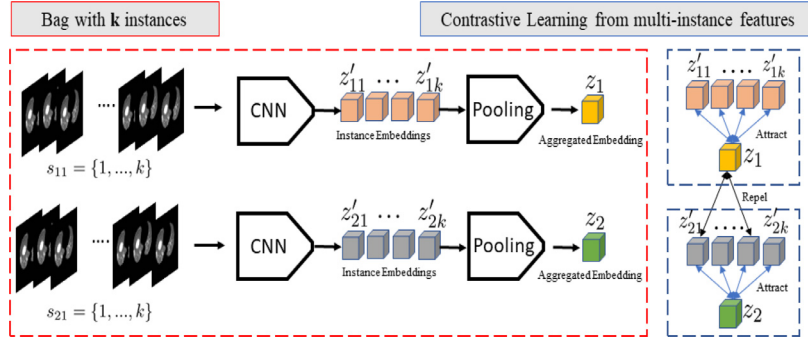 Bag with k instances
Contrastive Learning from multi-instance features
....
s₁₁ = {1, ..., k}
CNN
z′₁₁ ... z′₁ₖ
Instance Embeddings
Pooling
z₁
Aggregated Embedding
....
s₂₁ = {1, ..., k}
CNN
z′₂₁ ... z′₂ₖ
Instance Embeddings
Pooling
z₂
Aggregated Embedding
z′₁₁ .... z′₁ₖ
Attract
z₁
Repel
z′₂₁ ..... z′₂ₖ
Attract
z₂